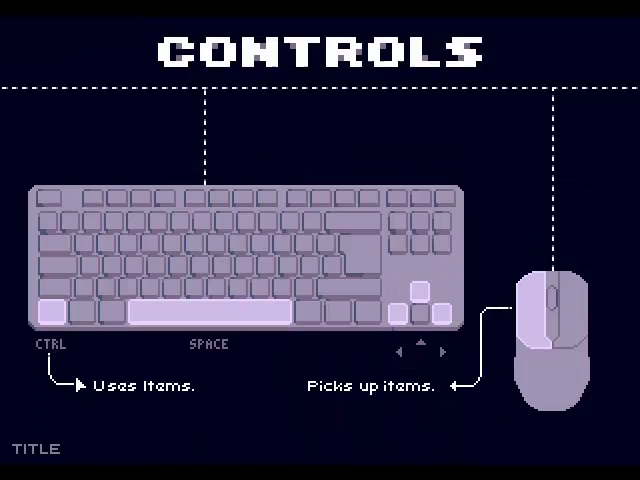 CONTROLS
CTRL
SPACE
Uses Items.
Picks up items.
TITLE